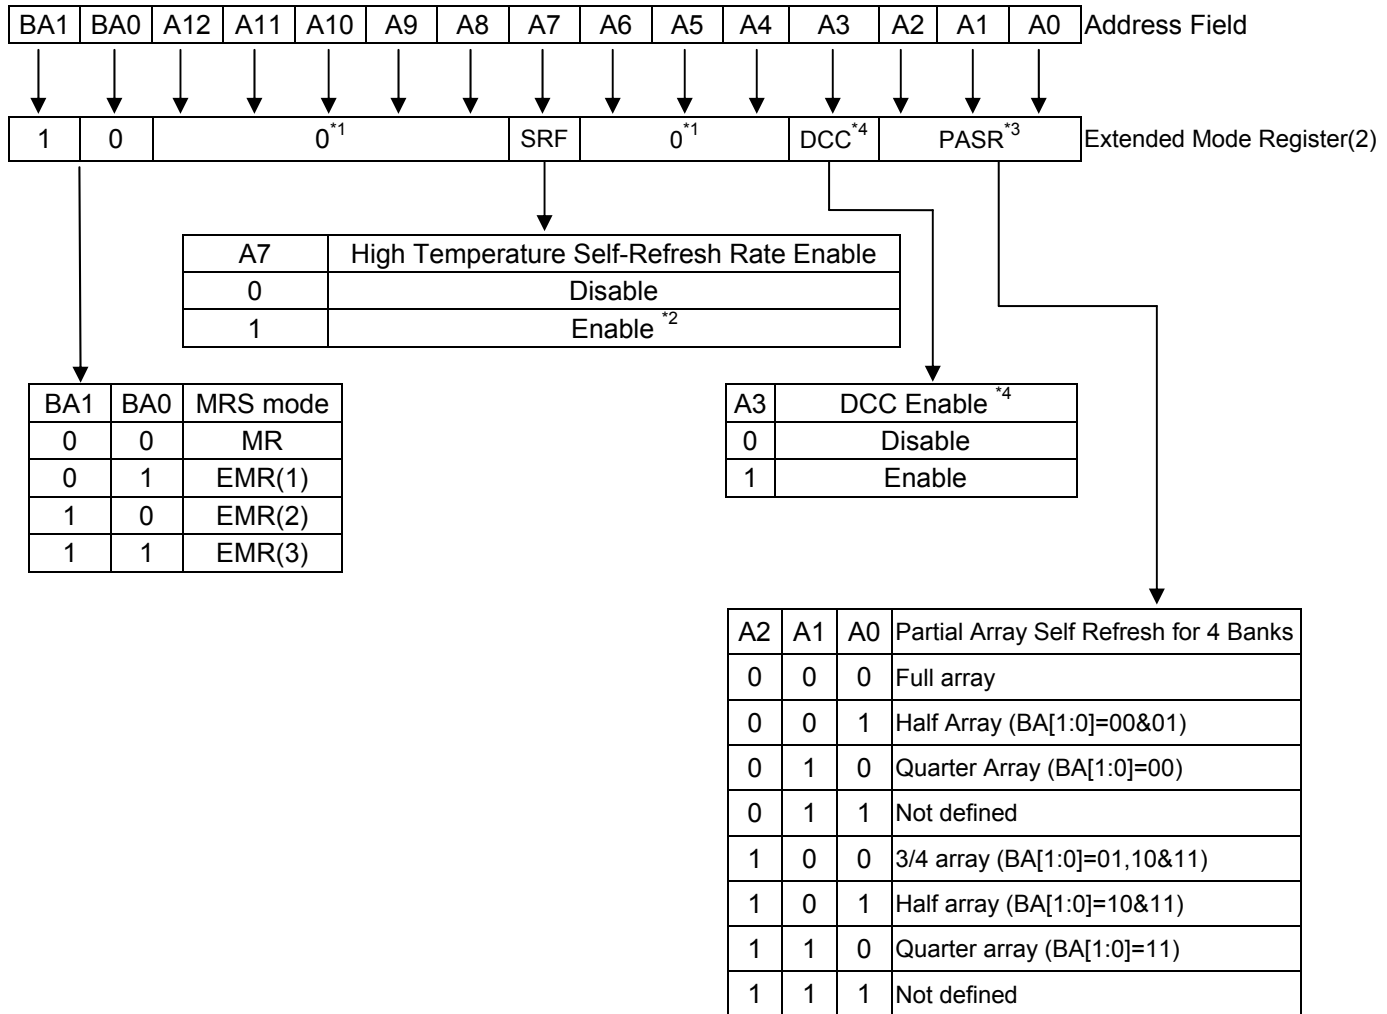 BA1 BA0 A12 A11 A10 A9 A8 A7 A6 A5 A4 A3 A2 A1 A0 Address Field
1 0 0*1 SRF 0*1 DCC*4 PASR*3 Extended Mode Register(2)
A7 High Temperature Self-Refresh Rate Enable
0 Disable
1 Enable *2
BA1 BA0 MRS mode
0 0 MR
0 1 EMR(1)
1 0 EMR(2)
1 1 EMR(3)
A3 DCC Enable *4
0 Disable
1 Enable
A2 A1 A0 Partial Array Self Refresh for 4 Banks
0 0 0 Full array
0 0 1 Half Array (BA[1:0]=00&01)
0 1 0 Quarter Array (BA[1:0]=00)
0 1 1 Not defined
1 0 0 3/4 array (BA[1:0]=01,10&11)
1 0 1 Half array (BA[1:0]=10&11)
1 1 0 Quarter array (BA[1:0]=11)
1 1 1 Not defined